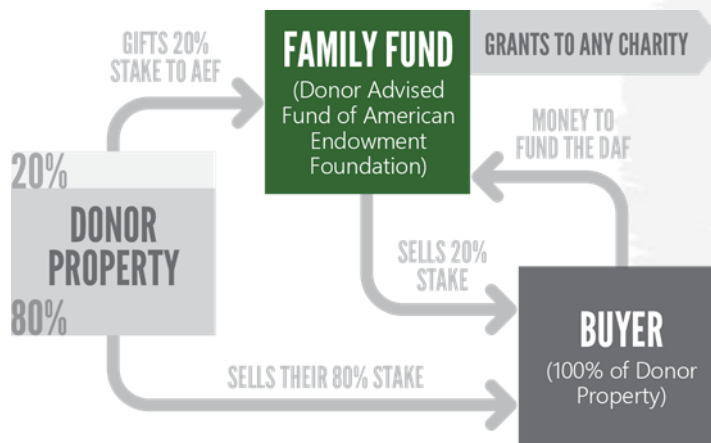 GIFTS 20%
STAKE TO AEF
FAMILY FUND
(Donor Advised
Fund of American
Endowment
Foundation)
GRANTS TO ANY CHARITY
MONEY TO
FUND THE DAF
20%
DONOR
PROPERTY
80%
SELLS 20%
STAKE
SELLS THEIR 80% STAKE
BUYER
(100% of Donor
Property)